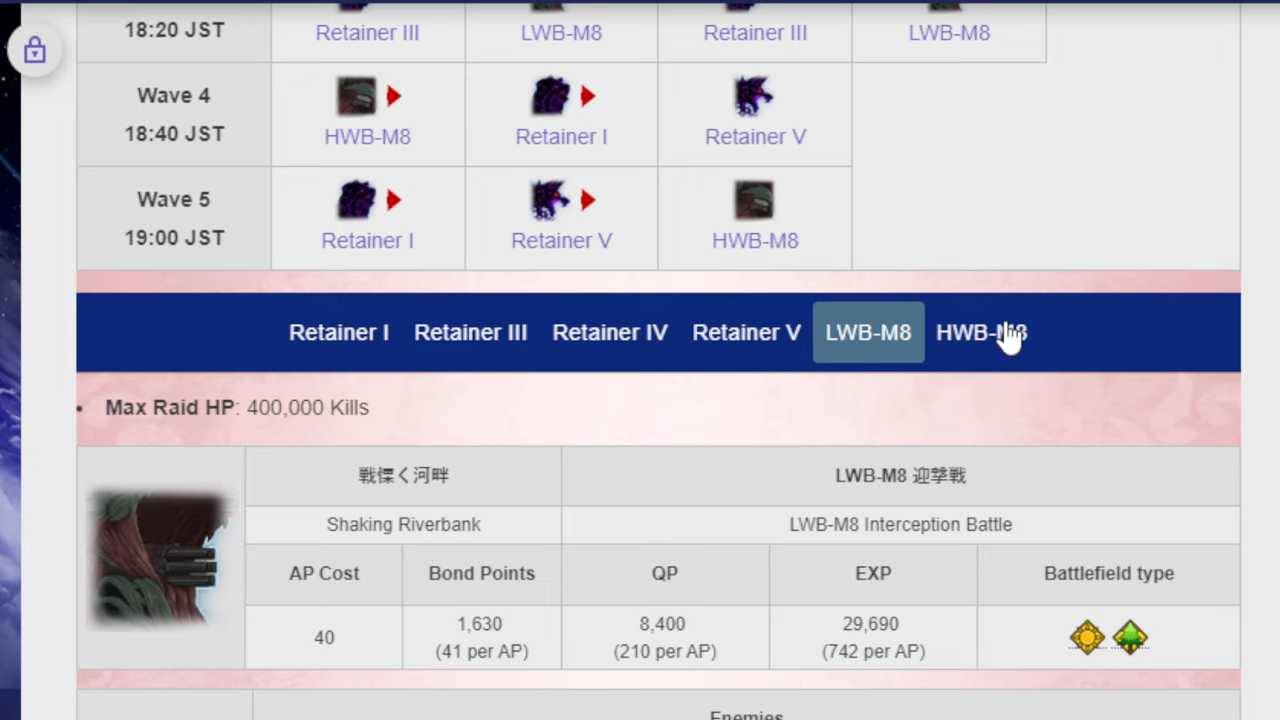 18:20 JST
Retainer III
LWB-M8
Retainer III
LWB-M8
Wave 4
18:40 JST
HWB-M8
Retainer I
Retainer V
Wave 5
19:00 JST
Retainer I
Retainer V
HWB-M8
Retainer I Retainer III Retainer IV Retainer V LWB-M8 HWB-M8
• Max Raid HP: 400,000 Kills
戦慄く河畔
LWB-M8 迎撃戦
Shaking Riverbank
LWB-M8 Interception Battle
AP Cost
Bond Points
QP
EXP
Battlefield type
40
1,630
(41 per AP)
8,400
(210 per AP)
29,690
(742 per AP)
Enemies